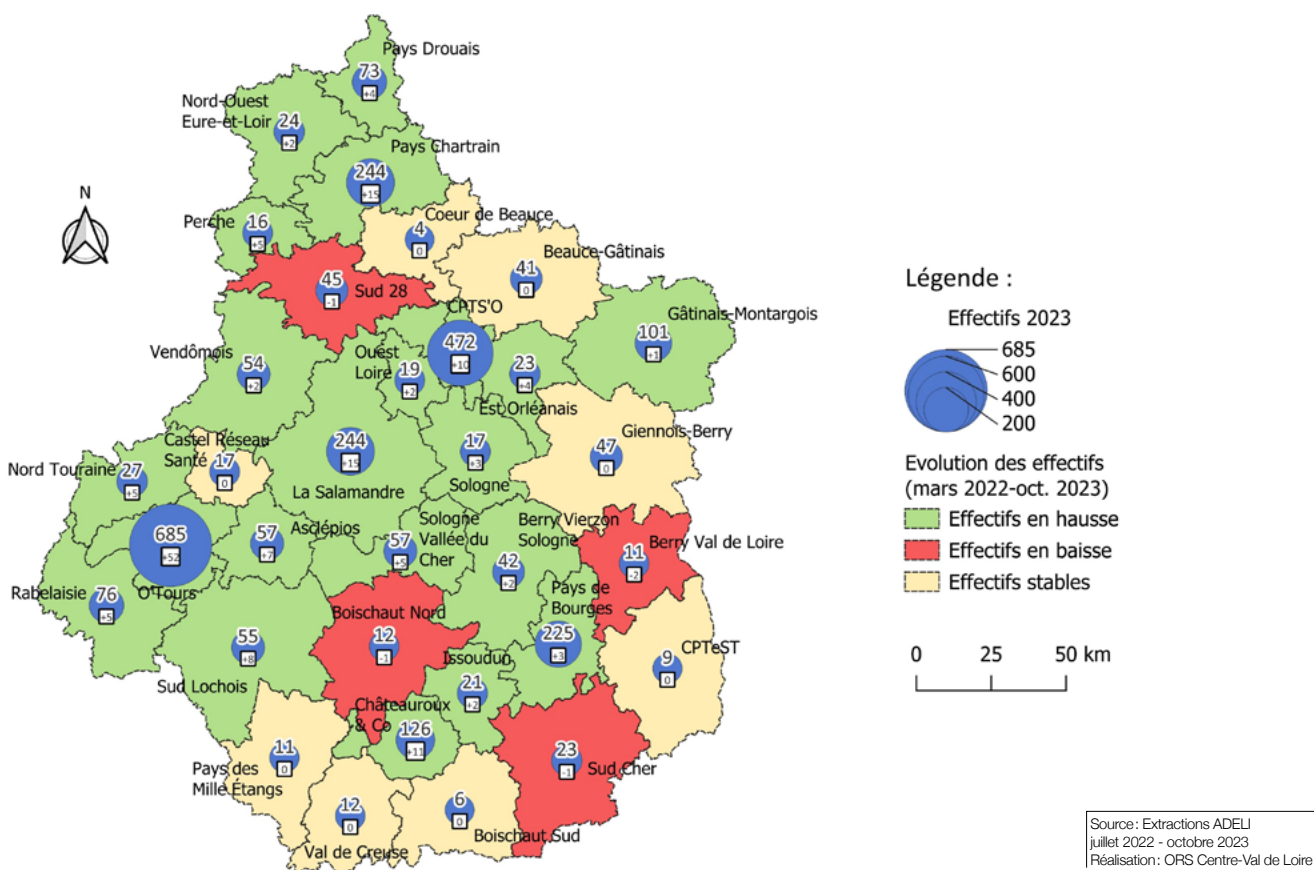 Pays Drouais
73
+4
Nord-Ouest
Eure-et-Loir
24
+2
Pays Chartrain
244
+15
N
Perche
16
+5
Coeur de Beauce
4
0
Beauce-Gâtinais
41
0
45
-1
Sud 28
CPTS'O
472
+10
Gâtinais-Montargois
101
+1
Vendômois
54
+2
Ouest
Loire
19
+2
23
+4
Est Orléanais
Giennois-Berry
47
0
Castel Réseau
Santé
17
0
Nord Touraine
27
+5
244
+15
La Salamandre
17
+3
Sologne
685
+52
O'Tours
57
+7
Asclépios
Sologne
Vallée du
Cher
57
+5
Berry Vierzon
Sologne
42
+2
Berry Val de Loire
11
-2
Rabelaisie
76
+5
55
+8
Sud Lochois
Boischaut Nord
12
-1
Pays de
Bourges
225
+3
CPTeST
9
0
Issoudun
21
+2
Châteauroux
& Co
126
+11
Pays des
Mille Étangs
11
0
23
-1
Sud Cher
12
0
Val de Creuse
6
0
Boischaut Sud
Légende :
Effectifs 2023
685
600
400
200
Evolution des effectifs
(mars 2022-oct. 2023)
Effectifs en hausse
Effectifs en baisse
Effectifs stables
0 25 50 km
Source : Extractions ADELI
juillet 2022 - octobre 2023
Réalisation : ORS Centre-Val de Loire